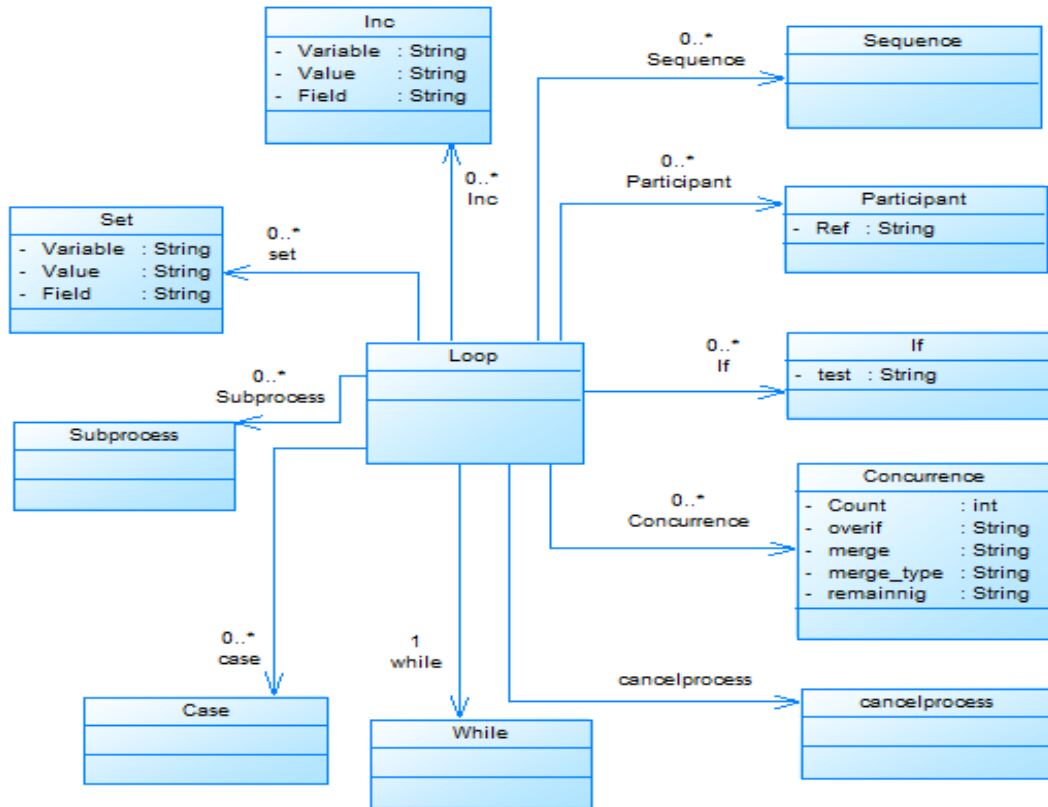 Inc
- Variable : String
- Value : String
- Field : String
0..*
Inc
0..*
Sequence
Sequence
0..*
Participant
Participant
- Ref : String
Set
- Variable : String
- Value : String
- Field : String
0..*
set
Loop
0..*
If
If
- test : String
0..*
Subprocess
Subprocess
0..*
Concurrence
Concurrence
- Count : int
- overif : String
- merge : String
- merge_type : String
- remainnig : String
0..*
case
Case
1
while
While
cancelprocess
cancelprocess